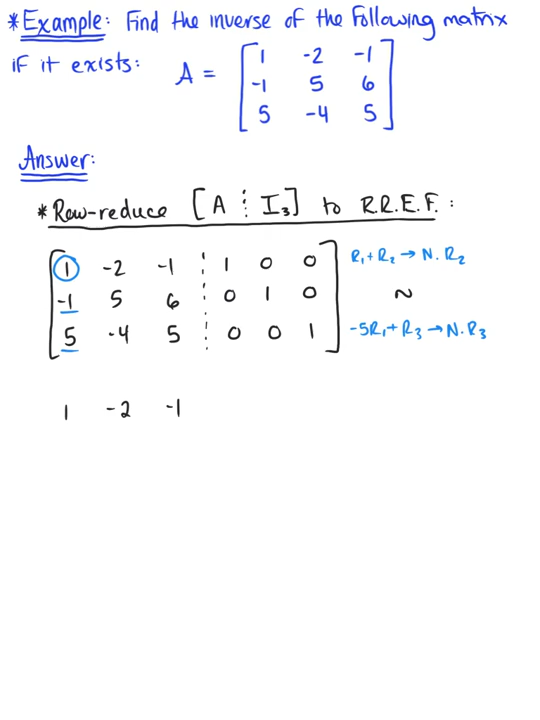 *Example: Find the inverse of the following matrix
if it exists: A = [1 -2 -1
-1 5 6
5 -4 5]
Answer:
*Row-reduce [A ⋮ I₃] to R.R.E.F.:
[1 -2 -1 ⋮ 1 0 0 R₁+R₂→N.R₂
-1 5 6 ⋮ 0 1 0 ~
5 -4 5 ⋮ 0 0 1] -5R₁+R₃→N.R₃
1 -2 -1